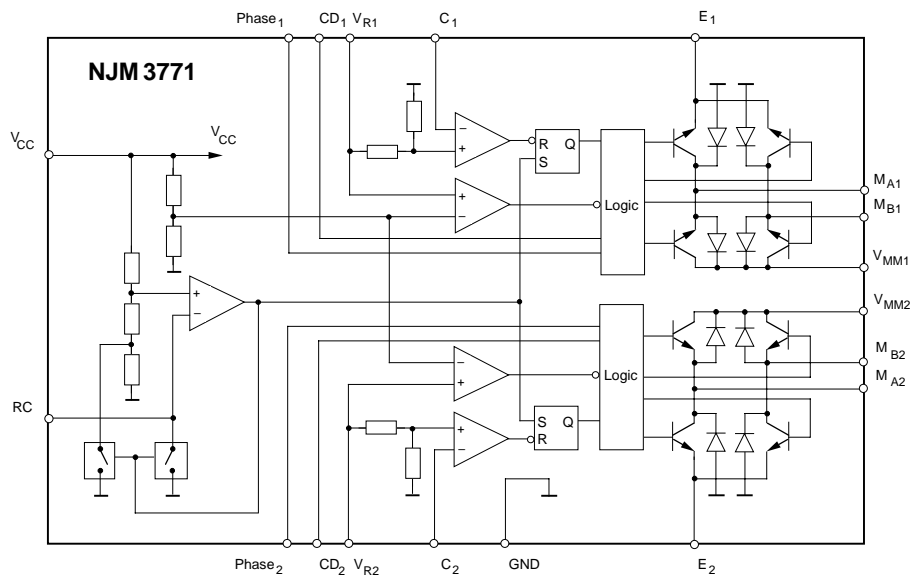 Phase1 CD1 VR1 C1 E1
NJM 3771
VCC VCC
R Q
S
MA1
MB1
Logic
VMM1
VMM2
MB2
Logic
MA2
RC
S Q
R
Phase2 CD2 VR2 C2 GND E2
− + + − + − − + + −